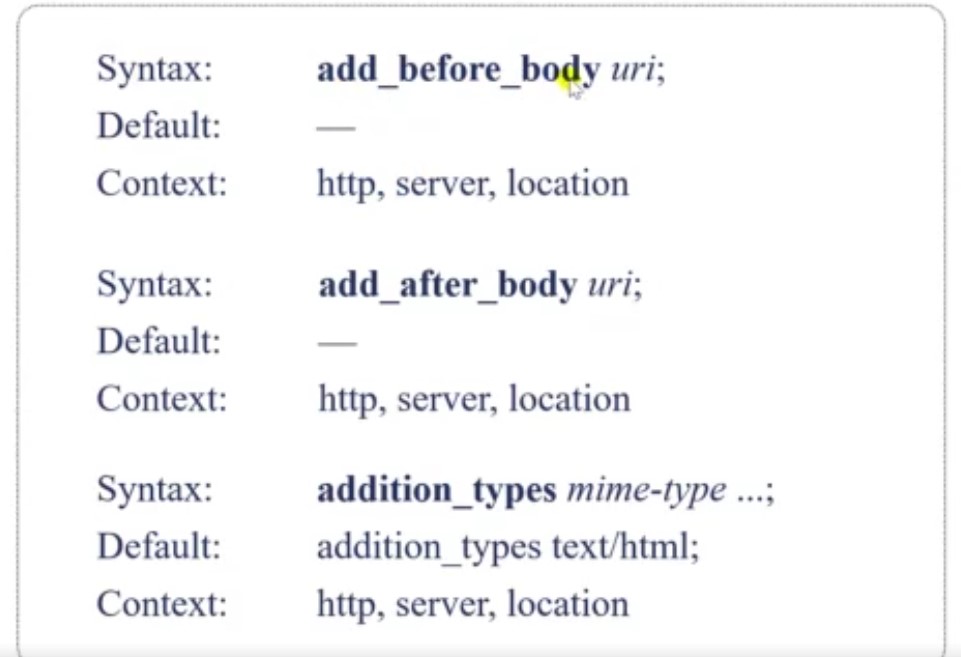 Syntax: add_before_body uri;
Default: —
Context: http, server, location
Syntax: add_after_body uri;
Default: —
Context: http, server, location
Syntax: addition_types mime-type ...;
Default: addition_types text/html;
Context: http, server, location